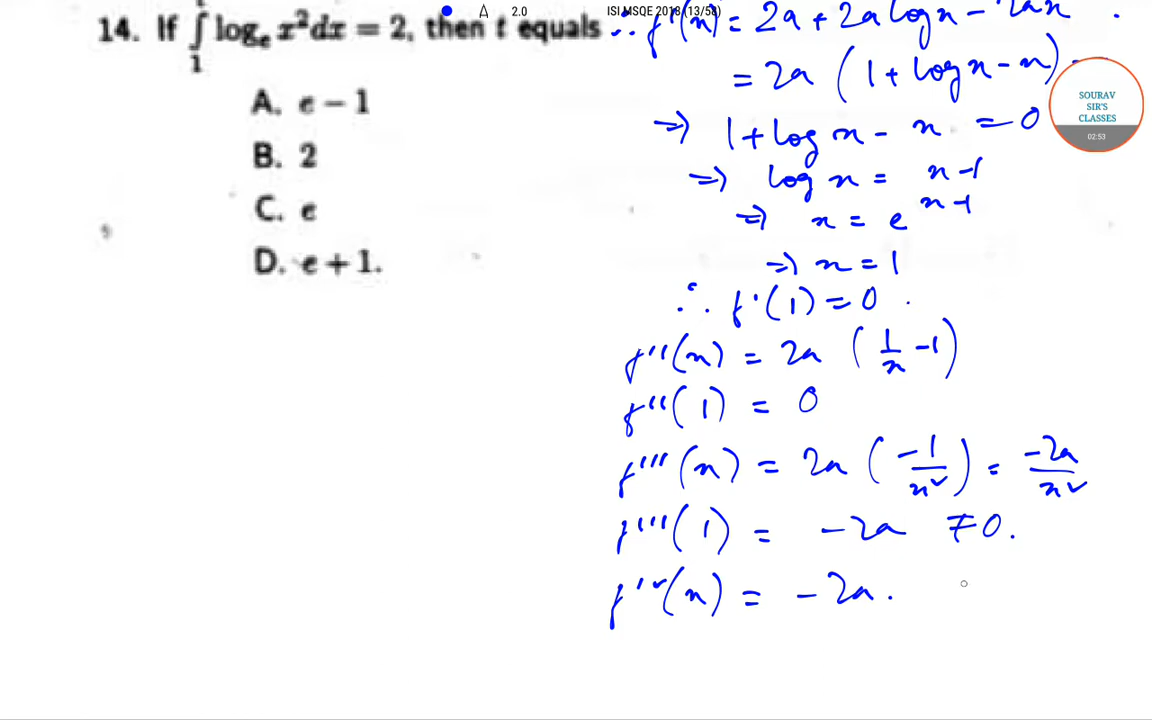 2.0
ISI MSQE 2018 (13/58)
14. If ∫₁ᵗ logₑ x²dx = 2, then t equals
A. e − 1
B. 2
C. e
D. e + 1.
∴ f'(x) = 2a + 2a log x − 2ax .
= 2a (1 + log x − x)
⇒ 1 + log x − x = 0
⇒ log x = x − 1
⇒ x = e^(x−1)
⇒ x = 1
∴ f'(1) = 0 .
f''(x) = 2a (1/x − 1)
f''(1) = 0
f'''(x) = 2a (−1/x²) = −2a/x²
f'''(1) = −2a ≠ 0.
f'ᵛ(x) = −2a.
SOURAV
SIR'S
CLASSES
02:53